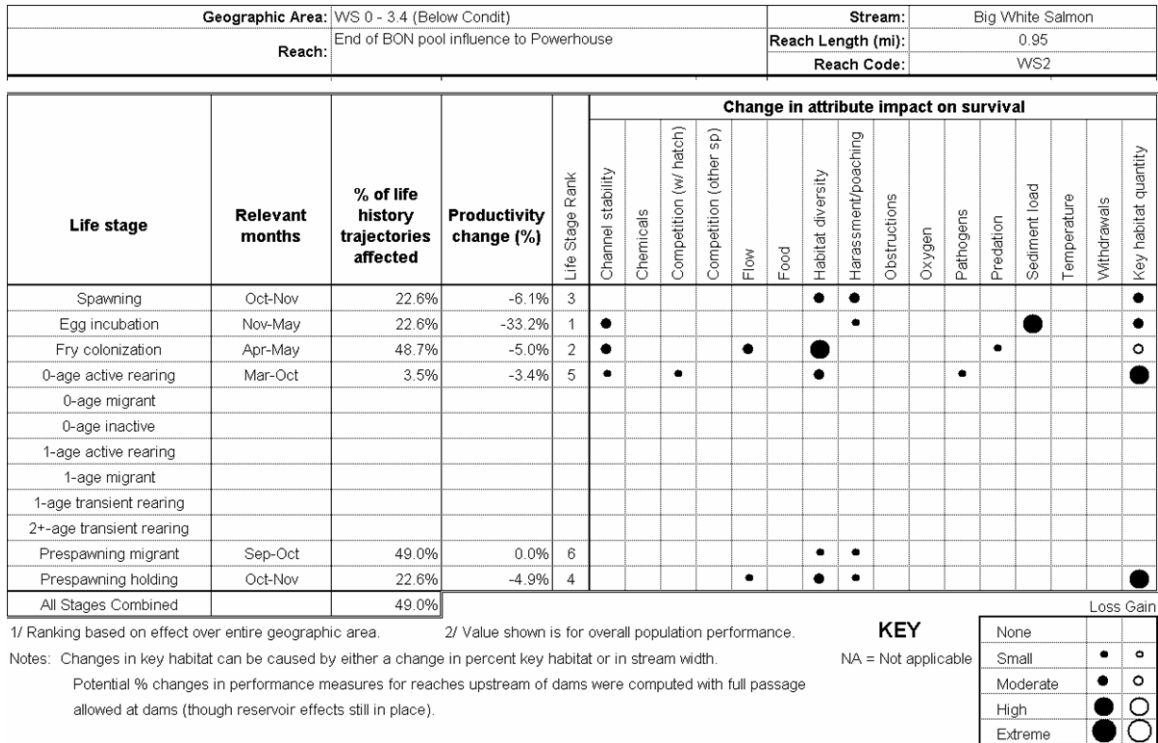 Geographic Area: WS 0 - 3.4 (Below Condit) Stream: Big White Salmon
Reach: End of BON pool influence to Powerhouse Reach Length (mi): 0.95
Reach Code: WS2
Change in attribute impact on survival
Life stage Relevant months % of life history trajectories affected Productivity change (%) Life Stage Rank Channel stability Chemicals Competition (w/ hatch) Competition (other sp) Flow Food Habitat diversity Harassment/poaching Obstructions Oxygen Pathogens Predation Sediment load Temperature Withdrawals Key habitat quantity
Spawning Oct-Nov 22.6% -6.1% 3
Egg incubation Nov-May 22.6% -33.2% 1
Fry colonization Apr-May 48.7% -5.0% 2
0-age active rearing Mar-Oct 3.5% -3.4% 5
0-age migrant
0-age inactive
1-age active rearing
1-age migrant
1-age transient rearing
2+-age transient rearing
Prespawning migrant Sep-Oct 49.0% 0.0% 6
Prespawning holding Oct-Nov 22.6% -4.9% 4
All Stages Combined 49.0%
Loss Gain
1/ Ranking based on effect over entire geographic area. 2/ Value shown is for overall population performance. KEY None
Notes: Changes in key habitat can be caused by either a change in percent key habitat or in stream width. NA = Not applicable Small
Potential % changes in performance measures for reaches upstream of dams were computed with full passage Moderate
allowed at dams (though reservoir effects still in place). High
Extreme